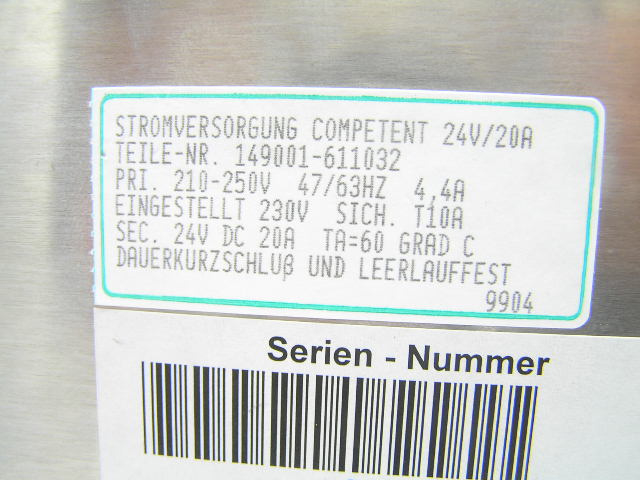 STROMVERSORGUNG COMPETENT 24V/20A
TEILE-NR. 149001-611032
PRI. 210-250V 47/63HZ 4,4A
EINGESTELLT 230V SICH. T10A
SEC. 24V DC 20A TA=60 GRAD C
DAUERKURZSCHLUß UND LEERLAUFFEST
9904
Serien - Nummer